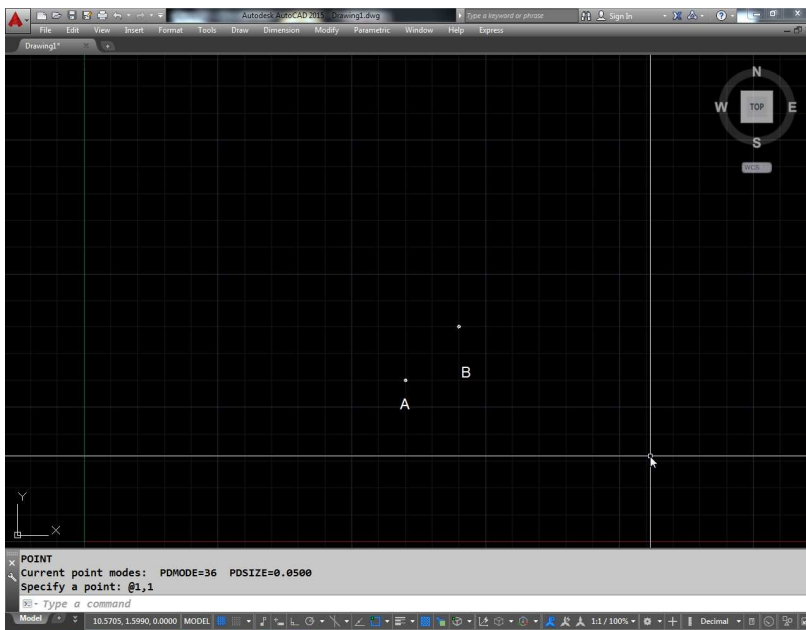 Autodesk AutoCAD 2015 Drawing1.dwg
Type a keyword or phrase
Sign In
File Edit View Insert Format Tools Draw Dimension Modify Parametric Window Help Express
Drawing1*
N
W TOP E
S
WCS
B
A
Y
X
POINT
Current point modes: PDMODE=36 PDSIZE=0.0500
Specify a point: @1,1
Type a command
Model 10.5705, 1.5990, 0.0000 MODEL 1:1 / 100% Decimal